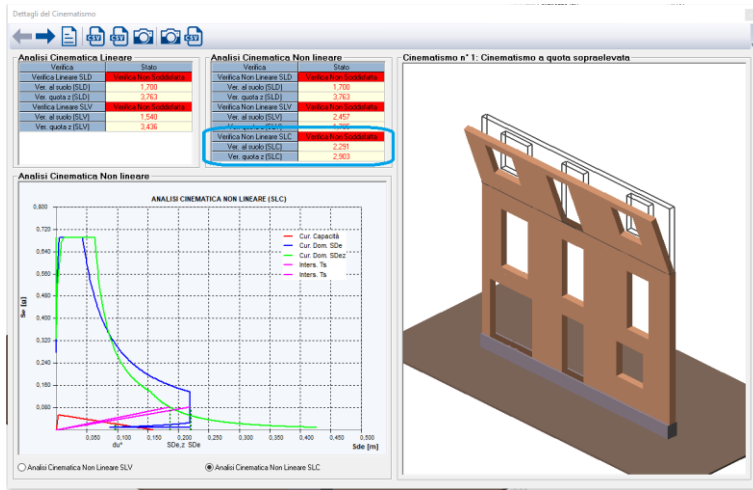 Dettagli del Cinematismo
CSV CSV CSV
Analisi Cinematica Lineare
Verifica Stato
Verifica Lineare SLD Verifica Non Soddisfatta
Ver. al suolo (SLD) 1,700
Ver. quota z (SLD) 3,763
Verifica Lineare SLV Verifica Non Soddisfatta
Ver. al suolo (SLV) 1,540
Ver. quota z (SLV) 3,436
Analisi Cinematica Non lineare
Verifica Stato
Verifica Non Lineare SLD Verifica Non Soddisfatta
Ver. al suolo (SLD) 1,700
Ver. quota z (SLD) 3,763
Verifica Non Lineare SLV Verifica Non Soddisfatta
Ver. al suolo (SLV) 2,457
Ver. quota z (SLV)
Verifica Non Lineare SLC Verifica Non Soddisfatta
Ver. al suolo (SLC) 2,291
Ver. quota z (SLC) 2,903
Cinematismo n° 1: Cinematismo a quota sopraelevata
Analisi Cinematica Non lineare
ANALISI CINEMATICA NON LINEARE (SLC)
0,800
0,720
0,640
0,560
0,480
0,400
0,320
0,240
0,160
0,080
Se [g]
Cur. Capacità
Cur. Dom. SDe
Cur. Dom. SDez
Inters. Ts
Inters. Ts
0,050 0,100 0,150 0,200 0,250 0,300 0,350 0,400 0,450 0,500
du* SDe,z SDe Sde [m]
Analisi Cinematica Non Lineare SLV
Analisi Cinematica Non Lineare SLC